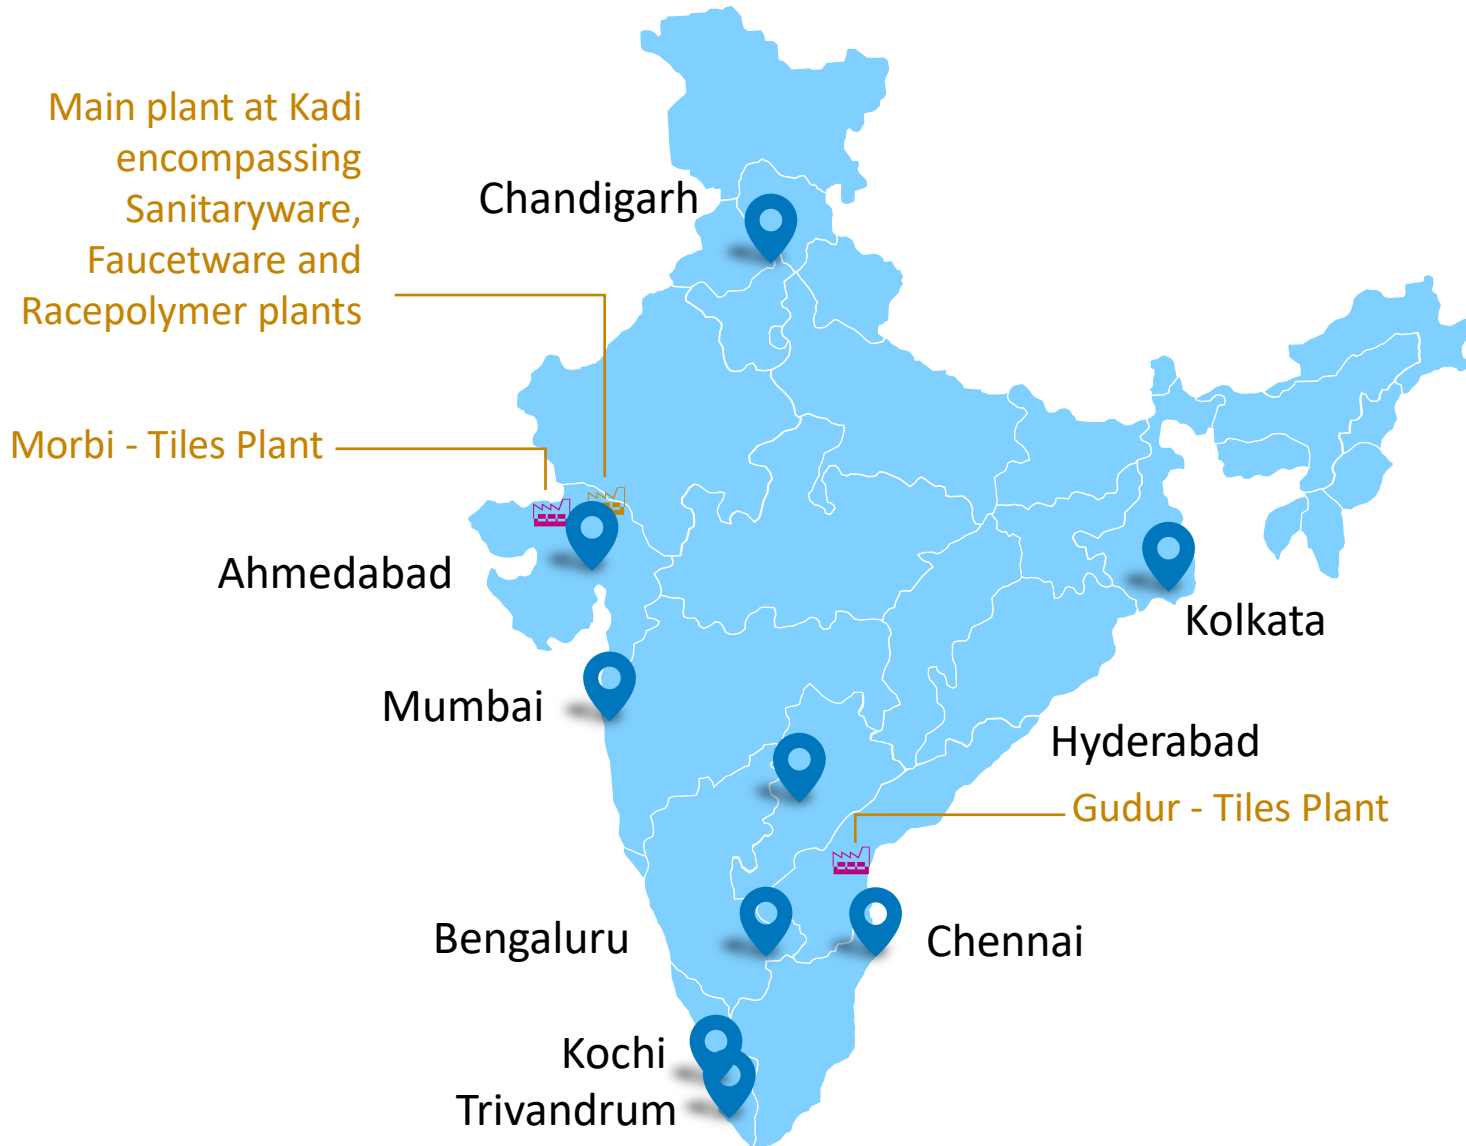 Main plant at Kadi
encompassing
Sanitaryware,
Faucetware and
Racepolymer plants
Chandigarh
Morbi - Tiles Plant
Ahmedabad
Kolkata
Mumbai
Hyderabad
Gudur - Tiles Plant
Bengaluru
Chennai
Kochi
Trivandrum